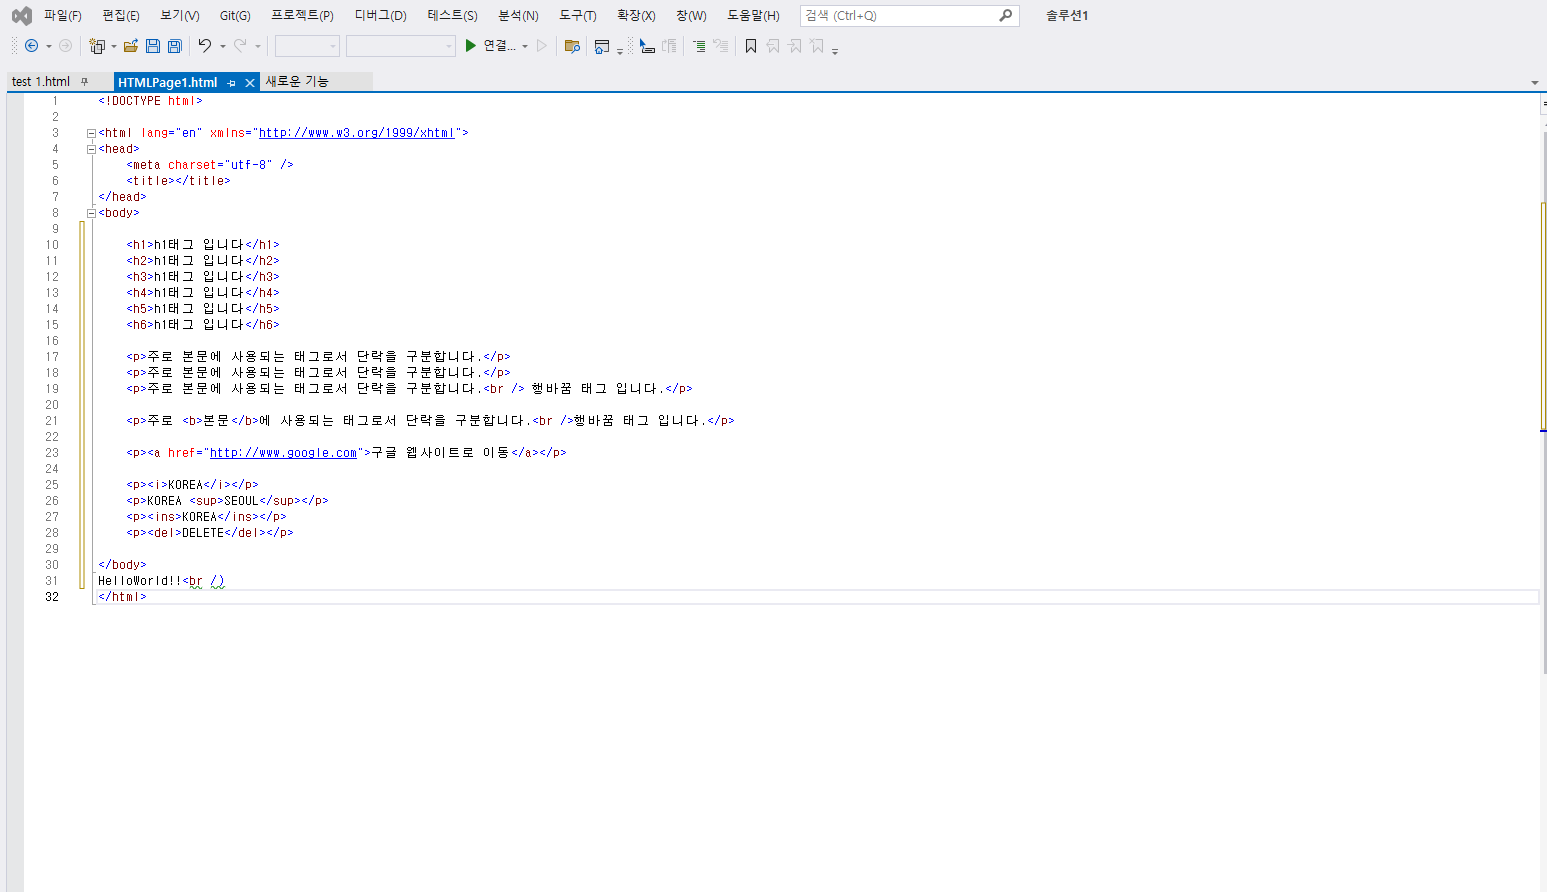 파일(F) 편집(E) 보기(V) Git(G) 프로젝트(P) 디버그(D) 테스트(S) 분석(N) 도구(T) 확장(X) 창(W) 도움말(H) 검색 (Ctrl+Q) 솔루션1
연결...
test 1.html HTMLPage1.html 새로운 기능
1 <!DOCTYPE html>
2
3 <html lang="en" xmlns="http://www.w3.org/1999/xhtml">
4 <head>
5 <meta charset="utf-8" />
6 <title></title>
7 </head>
8 <body>
9
10 <h1>h1태그 입니다</h1>
11 <h2>h1태그 입니다</h2>
12 <h3>h1태그 입니다</h3>
13 <h4>h1태그 입니다</h4>
14 <h5>h1태그 입니다</h5>
15 <h6>h1태그 입니다</h6>
16
17 <p>주로 본문에 사용되는 태그로서 단락을 구분합니다.</p>
18 <p>주로 본문에 사용되는 태그로서 단락을 구분합니다.</p>
19 <p>주로 본문에 사용되는 태그로서 단락을 구분합니다.<br /> 행바꿈 태그 입니다.</p>
20
21 <p>주로 <b>본문</b>에 사용되는 태그로서 단락을 구분합니다.<br />행바꿈 태그 입니다.</p>
22
23 <p><a href="http://www.google.com">구글 웹사이트로 이동</a></p>
24
25 <p><i>KOREA</i></p>
26 <p>KOREA <sup>SEOUL</sup></p>
27 <p><ins>KOREA</ins></p>
28 <p><del>DELETE</del></p>
29
30 </body>
31 HelloWorld!!<br /)
32 </html>